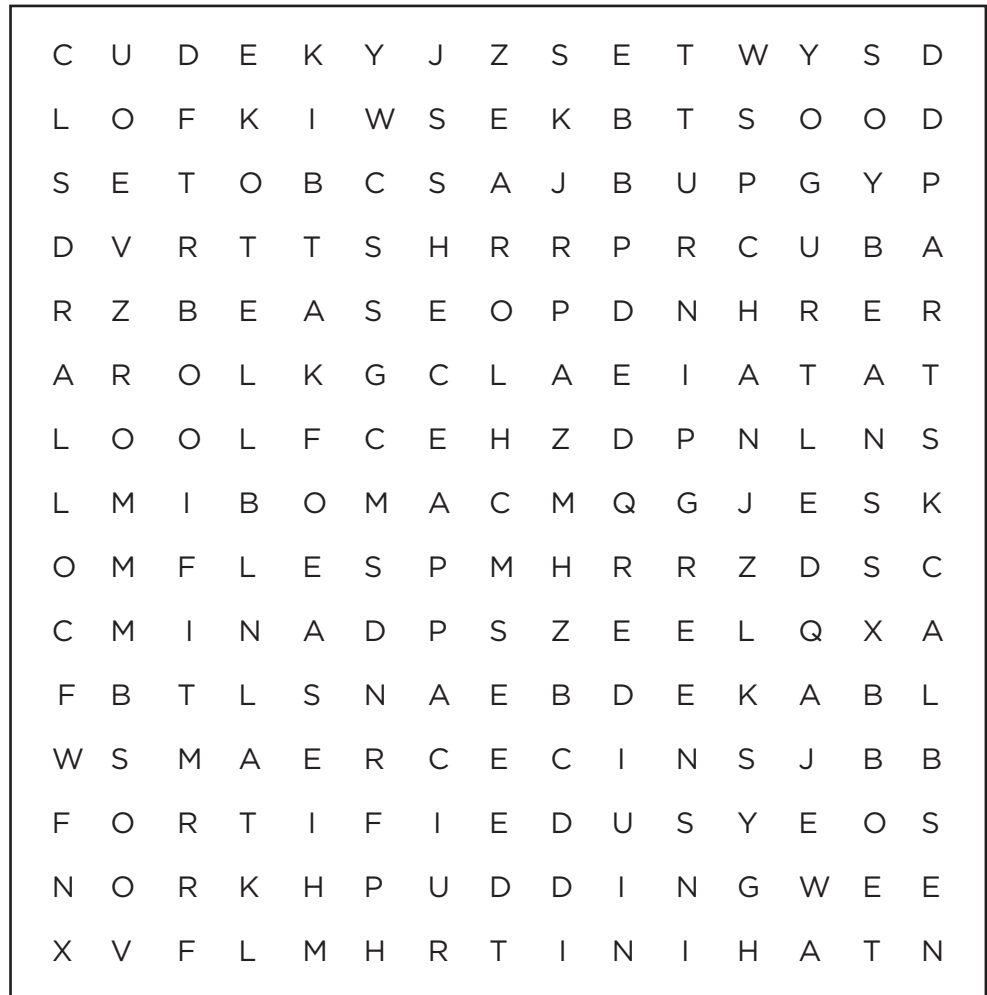 C U D E K Y J Z S E T W Y S D
L O F K I W S E K B T S O O D
S E T O B C S A J B U P G Y P
D V R T T S H R R P R C U B A
R Z B E A S E O P D N H R E R
A R O L K G C L A E I A T A T
L O O L F C E H Z D P N L N S
L M I B O M A C M Q G J E S K
O M F L E S P M H R R Z D S C
C M I N A D P S Z E E L Q X A
F B T L S N A E B D E K A B L
W S M A E R C E C I N S J B B
F O R T I F I E D U S Y E O S
N O R K H P U D D I N G W E E
X V F L M H R T I N I H A T N